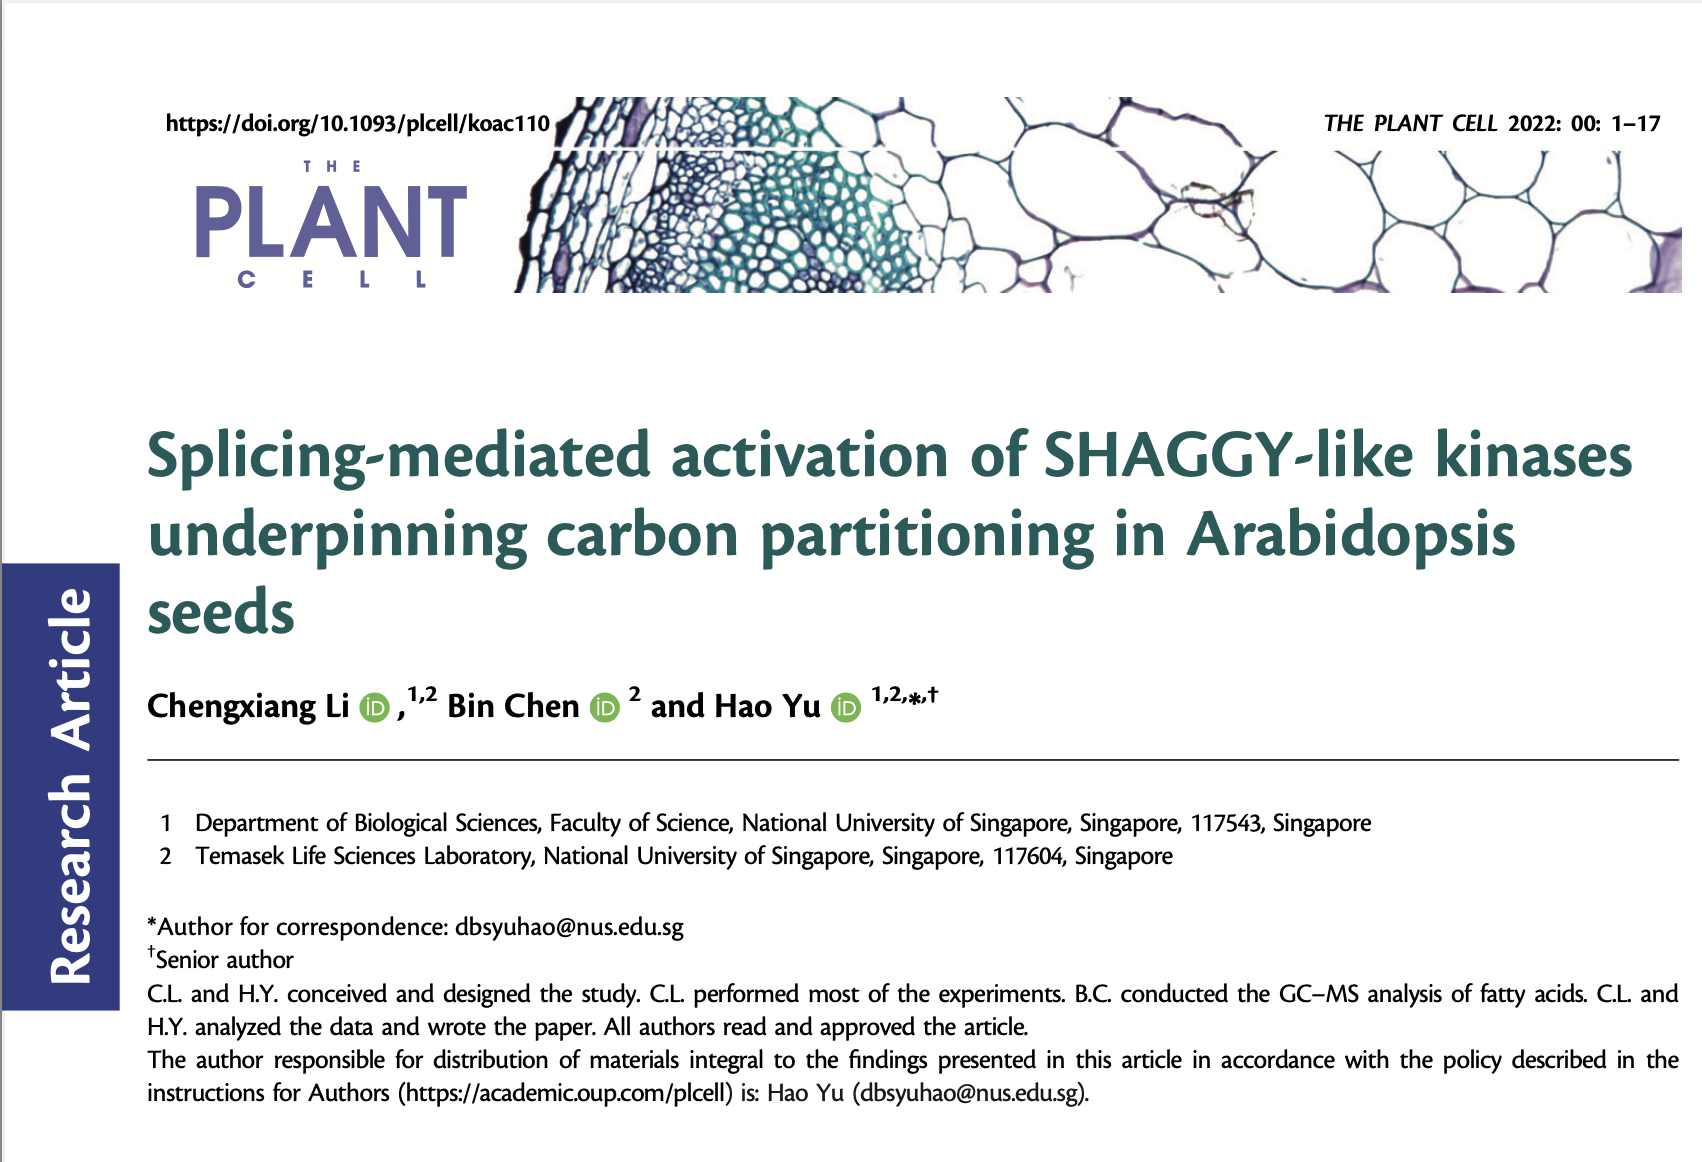 https://doi.org/10.1093/plcell/koac110
THE PLANT CELL 2022: 00: 1–17
THE
PLANT
CELL
Splicing-mediated activation of SHAGGY-like kinases
underpinning carbon partitioning in Arabidopsis
seeds
Research Article
Chengxiang Li iD ,1,2 Bin Chen iD 2 and Hao Yu iD 1,2,*,†
1 Department of Biological Sciences, Faculty of Science, National University of Singapore, Singapore, 117543, Singapore
2 Temasek Life Sciences Laboratory, National University of Singapore, Singapore, 117604, Singapore
*Author for correspondence: dbsyuhao@nus.edu.sg
†Senior author
C.L. and H.Y. conceived and designed the study. C.L. performed most of the experiments. B.C. conducted the GC–MS analysis of fatty acids. C.L. and
H.Y. analyzed the data and wrote the paper. All authors read and approved the article.
The author responsible for distribution of materials integral to the findings presented in this article in accordance with the policy described in the
instructions for Authors (https://academic.oup.com/plcell) is: Hao Yu (dbsyuhao@nus.edu.sg).